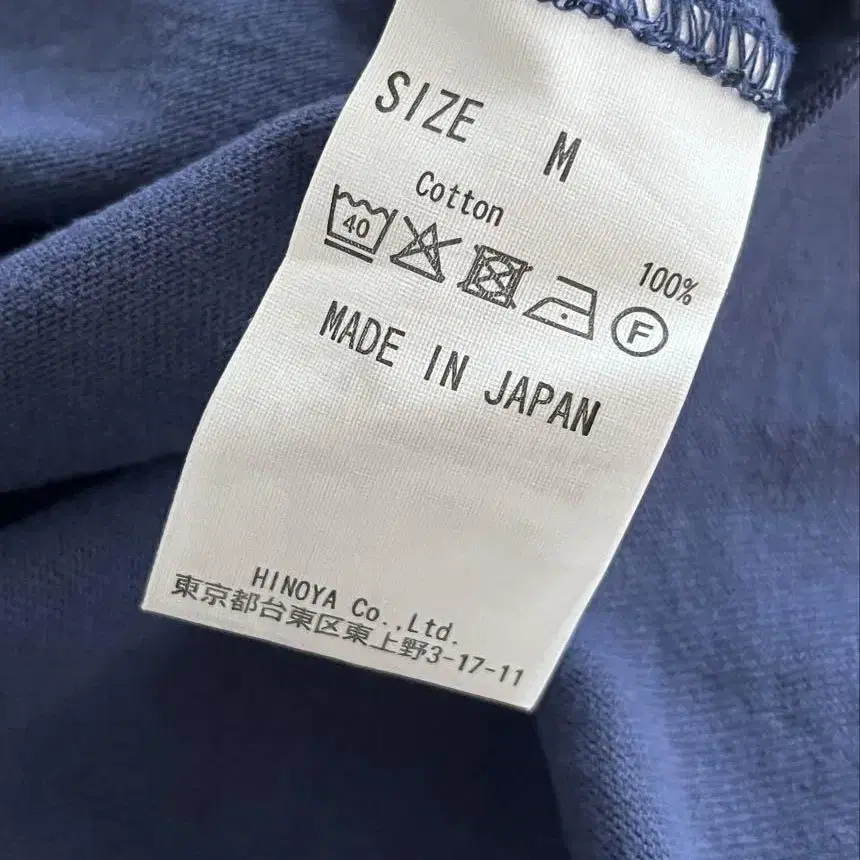 SIZE M
Cotton 100%
40 F
MADE IN JAPAN
HINOYA Co.,Ltd.
東京都台東区東上野3-17-11